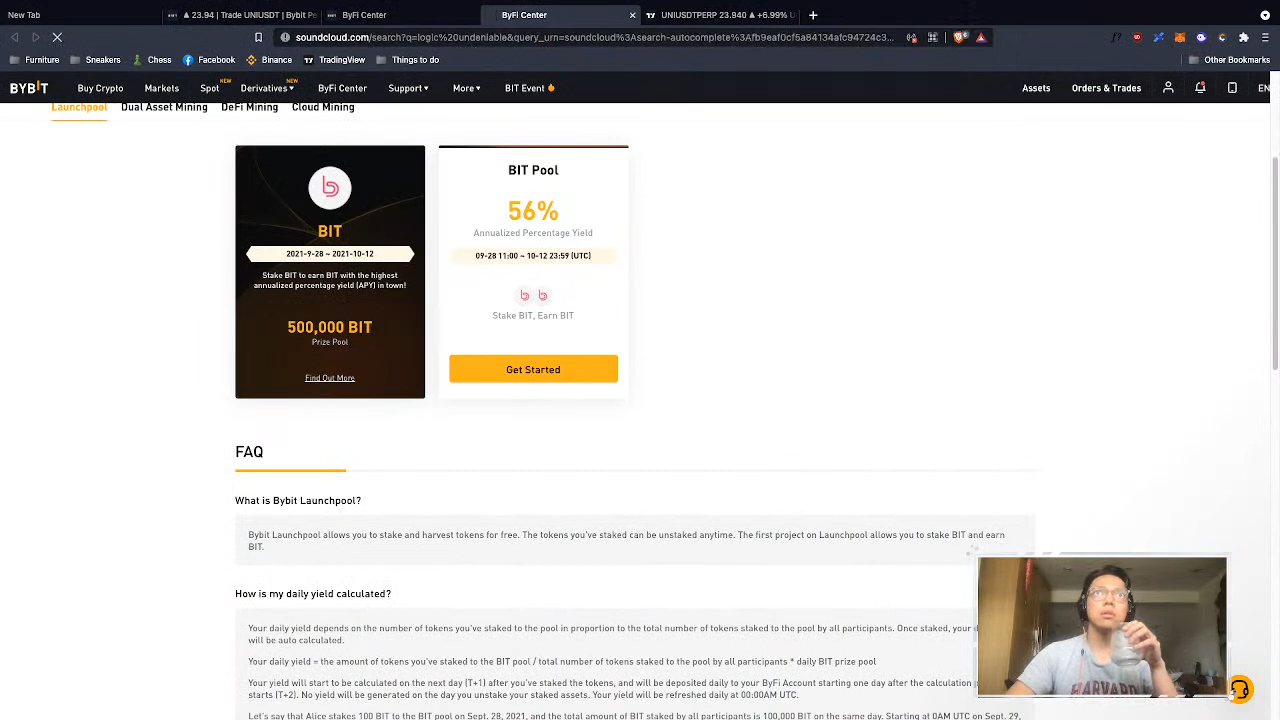 New Tab
▲ 23.94 | Trade UNIUSDT | Bybit Pe
ByFi Center
ByFi Center
UNIUSDTPERP 23.940 ▲ +6.99% U
soundcloud.com/search?q=logic%20undeniable&query_urn=soundcloud%3Asearch-autocomplete%3Afb9eaf0cf6a84134afc94724c3...
Furniture
Sneakers
Chess
Facebook
Binance
TradingView
Things to do
Other Bookmarks
BYBIT
Buy Crypto
Markets
Spot
NEW
Derivatives
NEW
ByFi Center
Support
More
BIT Event
Assets
Orders & Trades
EN
Launchpool
Dual Asset Mining
DeFi Mining
Cloud Mining
BIT
2021-9-28 ~ 2021-10-12
Stake BIT to earn BIT with the highest
annualized percentage yield (APY) in town!
500,000 BIT
Prize Pool
Find Out More
BIT Pool
56%
Annualized Percentage Yield
09-28 11:00 ~ 10-12 23:59 (UTC)
Stake BIT, Earn BIT
Get Started
FAQ
What is Bybit Launchpool?
Bybit Launchpool allows you to stake and harvest tokens for free. The tokens you've staked can be unstaked anytime. The first project on Launchpool allows you to stake BIT and earn
BIT.
How is my daily yield calculated?
Your daily yield depends on the number of tokens you've staked to the pool in proportion to the total number of tokens staked to the pool by all participants. Once staked, your
will be auto calculated.
Your daily yield = the amount of tokens you've staked to the BIT pool / total number of tokens staked to the pool by all participants * daily BIT prize pool
Your yield will start to be calculated on the next day (T+1) after you've staked the tokens, and will be deposited daily to your ByFi Account starting one day after the calculation
starts (T+2). No yield will be generated on the day you unstake your staked assets. Your yield will be refreshed daily at 00:00AM UTC.
Let's say that Alice stakes 100 BIT to the BIT pool on Sept. 28, 2021, and the total amount of BIT staked by all participants is 100,000 BIT on the same day. Starting at 0AM UTC on Sept. 29,
HARVARD